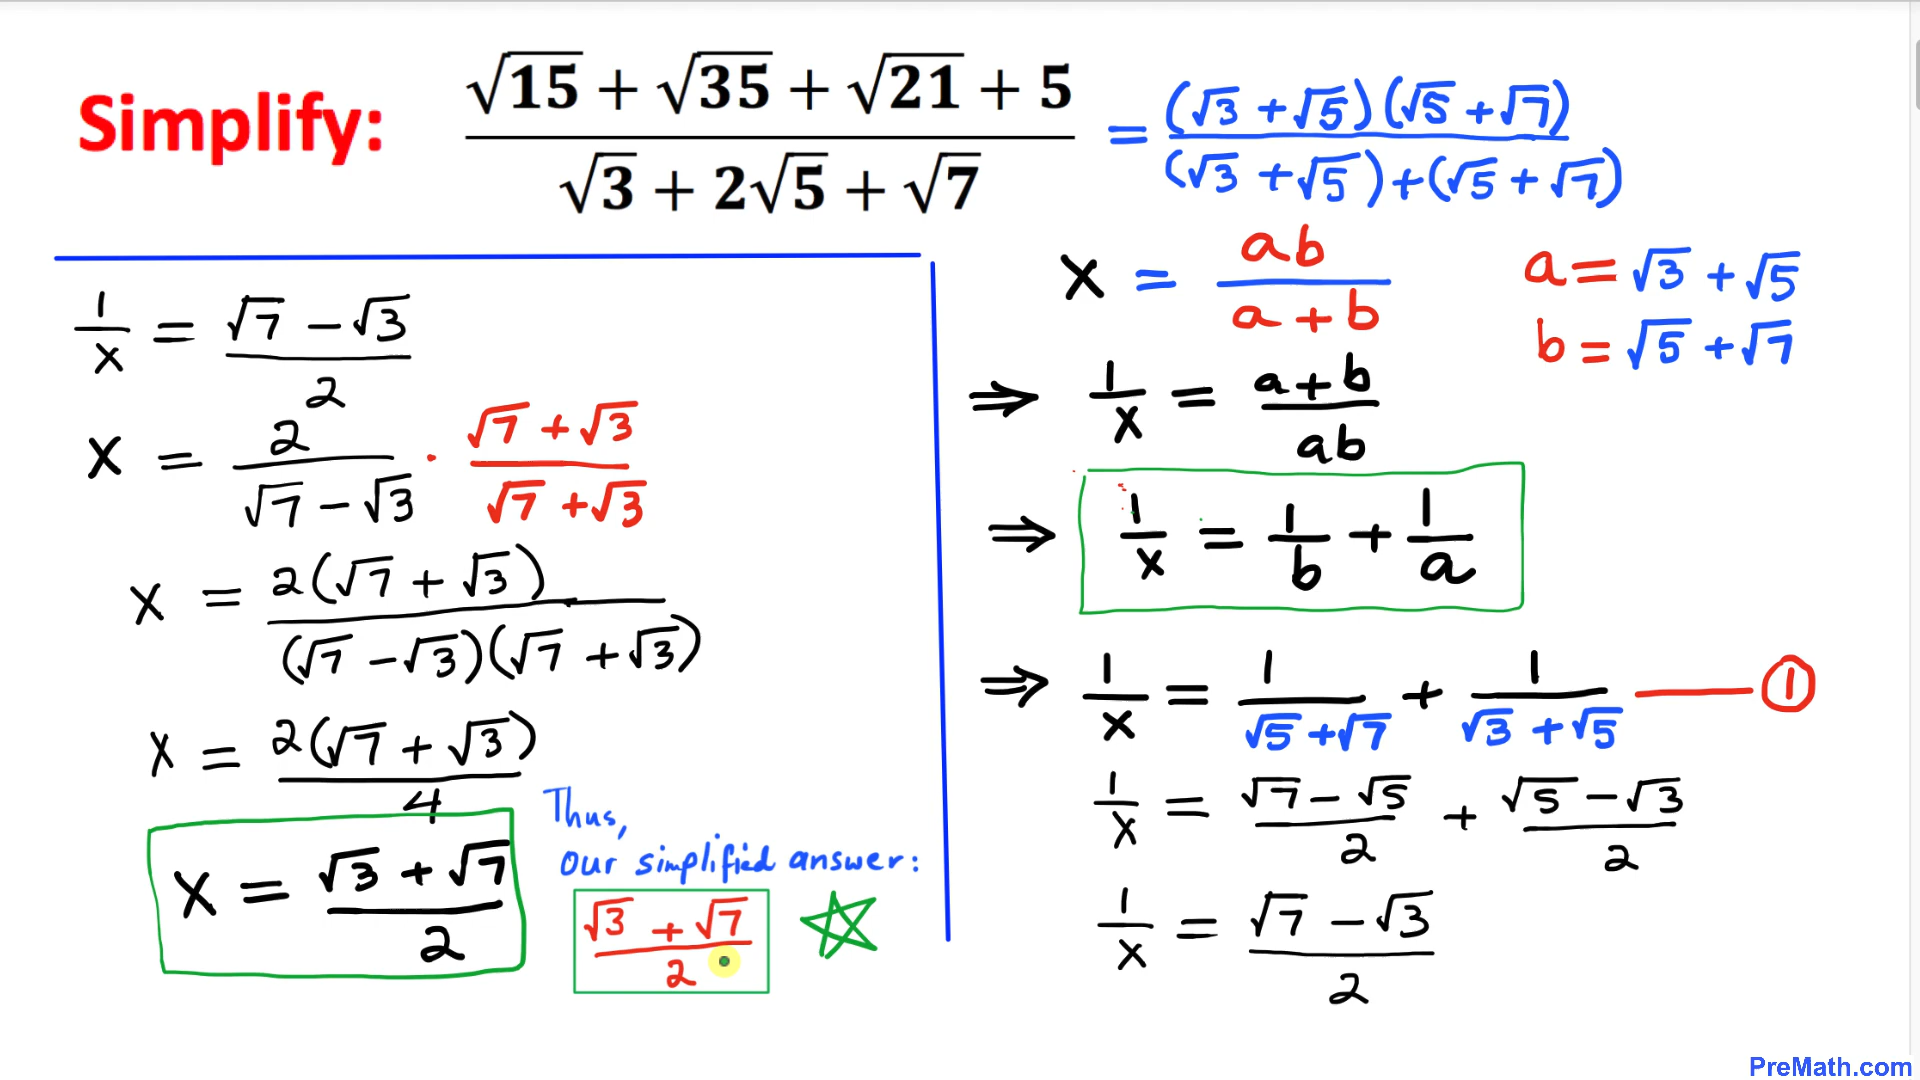 Simplify: (√15 + √35 + √21 + 5)/(√3 + 2√5 + √7) = ((√3 + √5)(√5 + √7))/((√3 + √5) + (√5 + √7))
x = ab/(a + b)
a = √3 + √5
b = √5 + √7
⇒ 1/x = (a + b)/ab
⇒ 1/x = 1/b + 1/a
⇒ 1/x = 1/(√5 + √7) + 1/(√3 + √5) —— ①
1/x = (√7 − √5)/2 + (√5 − √3)/2
1/x = (√7 − √3)/2
1/x = (√7 − √3)/2
x = 2/(√7 − √3) · (√7 + √3)/(√7 + √3)
x = 2(√7 + √3)/((√7 − √3)(√7 + √3))
x = 2(√7 + √3)/4
x = (√3 + √7)/2
Thus,
our simplified answer:
(√3 + √7)/2
PreMath.com